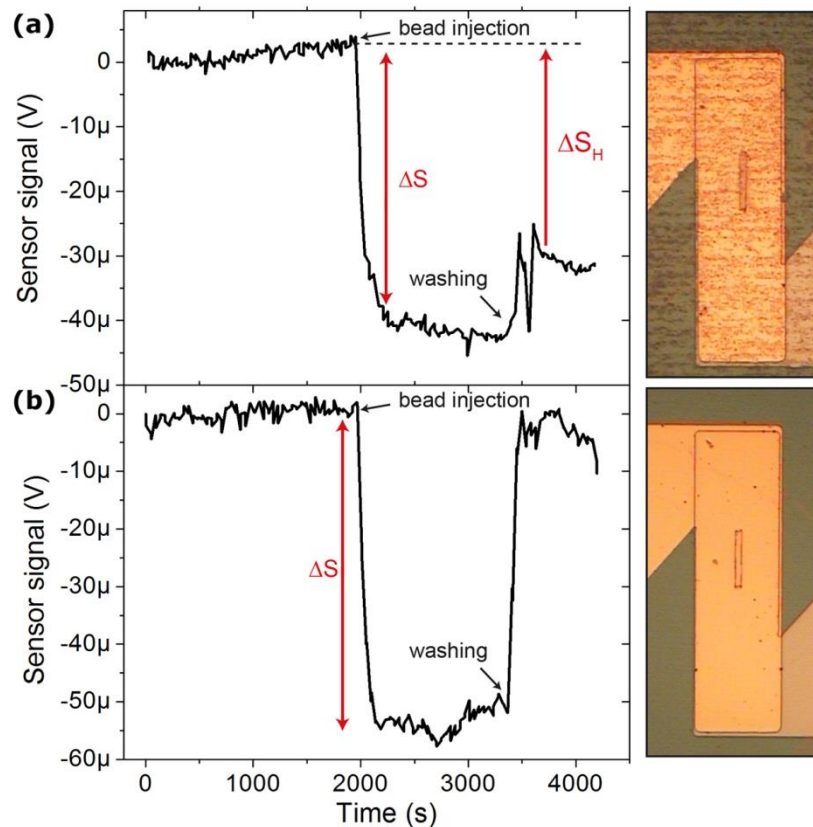 (a)
Sensor signal (V)
0
-10µ
-20µ
-30µ
-40µ
-50µ
bead injection
ΔS
ΔS_H
washing
(b)
Sensor signal (V)
0
-10µ
-20µ
-30µ
-40µ
-50µ
-60µ
bead injection
ΔS
washing
0 1000 2000 3000 4000
Time (s)